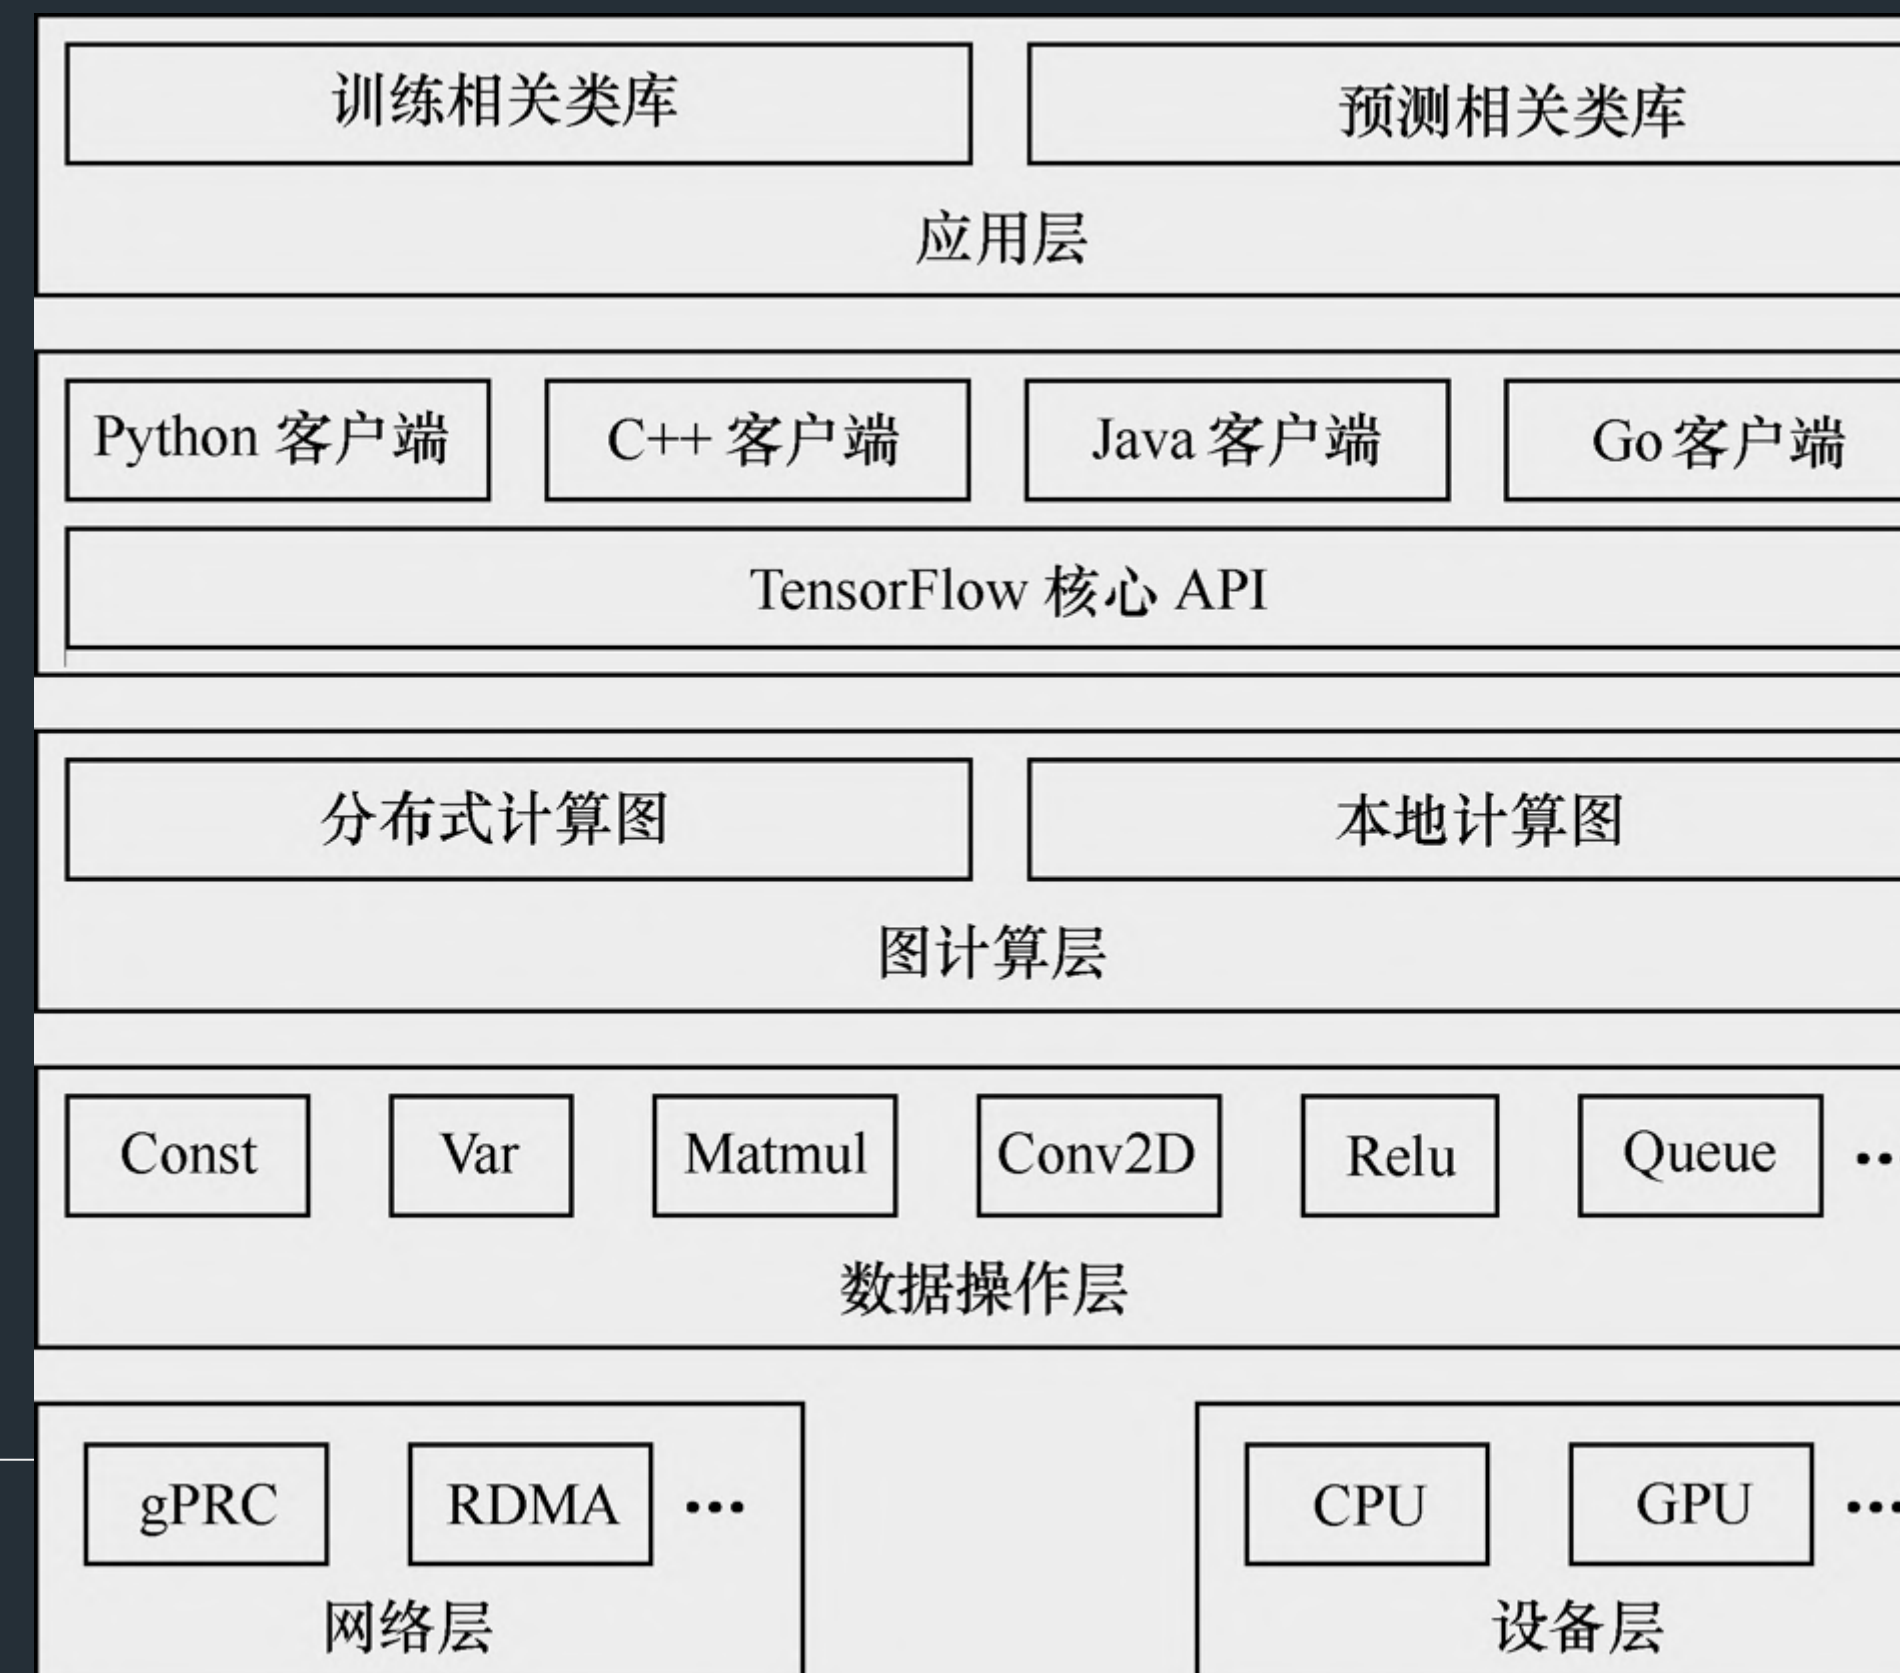 训练相关类库
预测相关类库
应用层
Python 客户端
C++ 客户端
Java 客户端
Go 客户端
TensorFlow 核心 API
分布式计算图
本地计算图
图计算层
Const
Var
Matmul
Conv2D
Relu
Queue
..
数据操作层
gPRC
RDMA
...
CPU
GPU
...
网络层
设备层